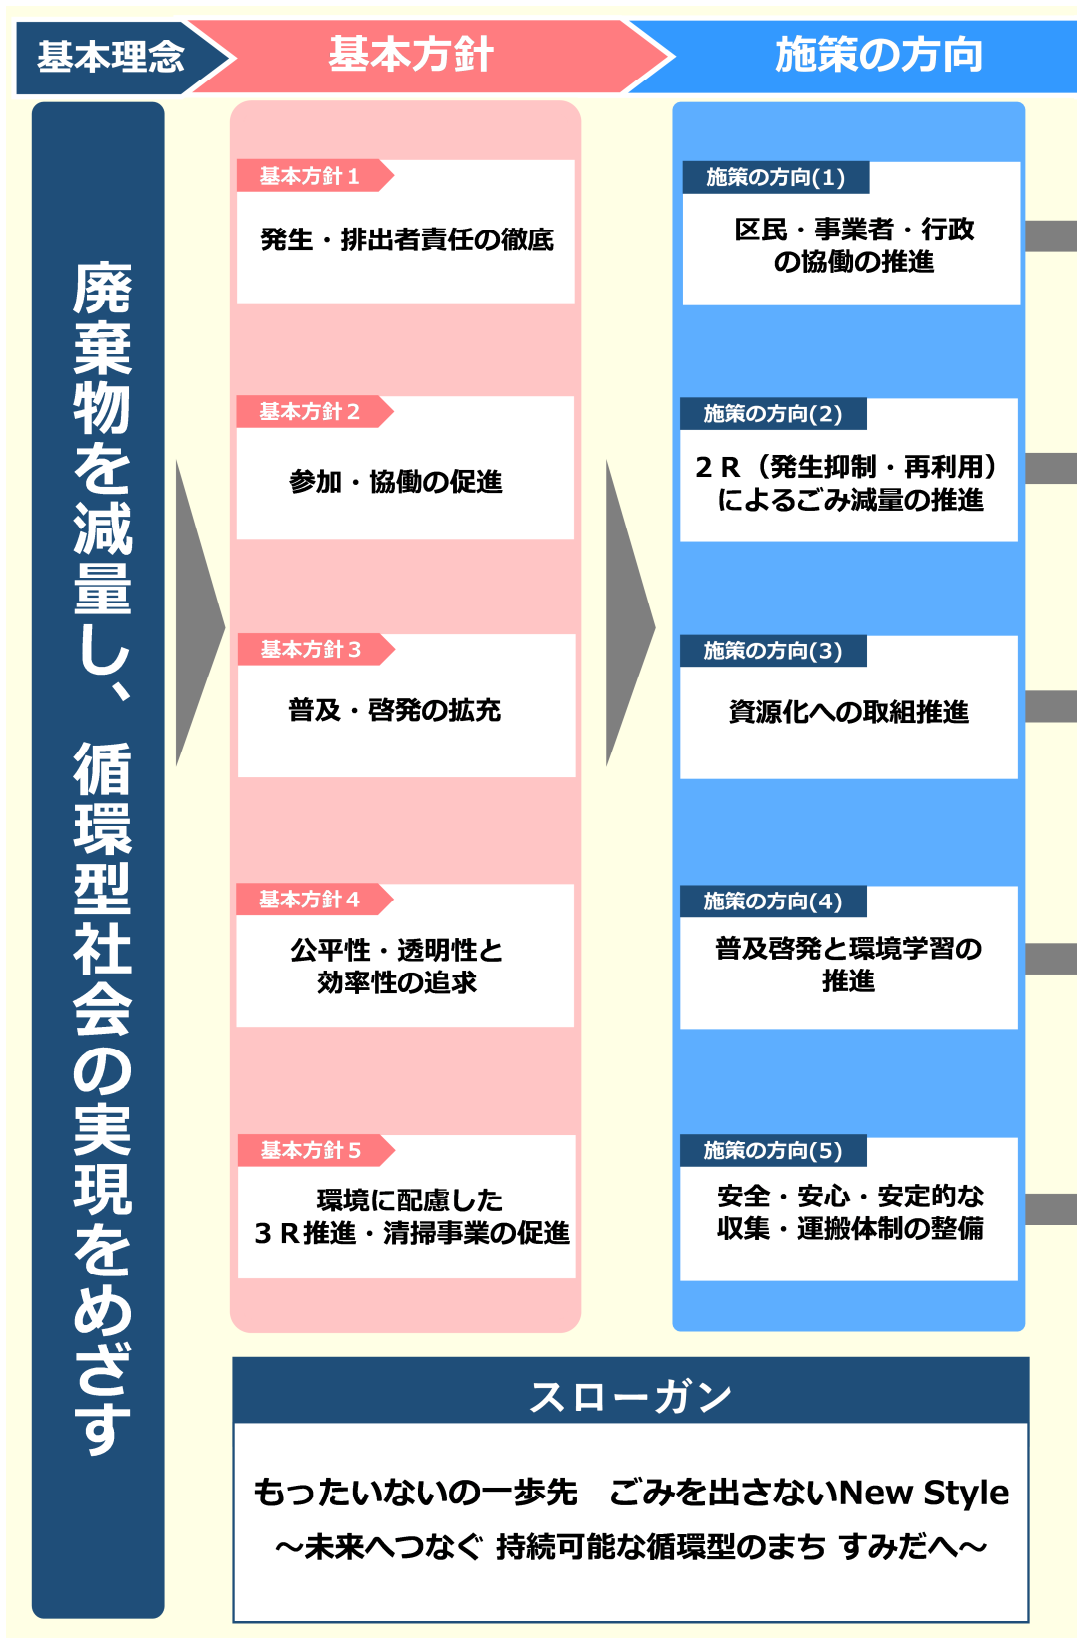 基本理念
基本方針
施策の方向
廃棄物を減量し、循環型社会の実現をめざす
基本方針１
発生・排出者責任の徹底
基本方針２
参加・協働の促進
基本方針３
普及・啓発の拡充
基本方針４
公平性・透明性と
効率性の追求
基本方針５
環境に配慮した
３Ｒ推進・清掃事業の促進
施策の方向(1)
区民・事業者・行政
の協働の推進
施策の方向(2)
２Ｒ（発生抑制・再利用）
によるごみ減量の推進
施策の方向(3)
資源化への取組推進
施策の方向(4)
普及啓発と環境学習の
推進
施策の方向(5)
安全・安心・安定的な
収集・運搬体制の整備
スローガン
もったいないの一歩先　ごみを出さないNew Style
～未来へつなぐ 持続可能な循環型のまち すみだへ～